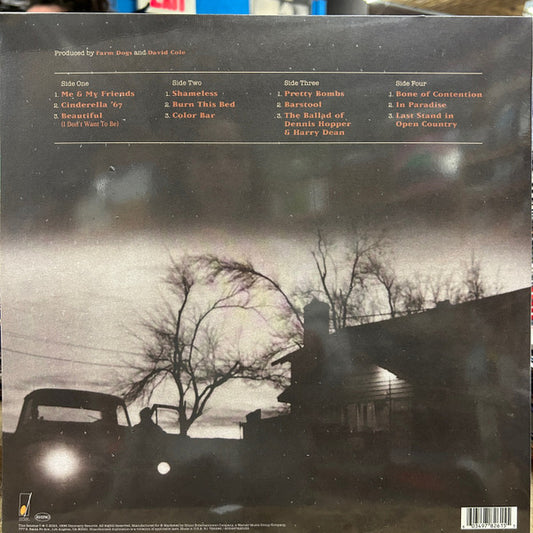 Produced by Farm Dogs and David Cole
Side One
1. Me & My Friends
2. Cinderella '67
3. Beautiful
(I Don't Want To Be)
Side Two
1. Shameless
2. Burn This Bed
3. Color Bar
Side Three
1. Pretty Bombs
2. Barstool
3. The Ballad of
Dennis Hopper
& Harry Dean
Side Four
1. Bone of Contention
2. In Paradise
3. Last Stand in
Open Country